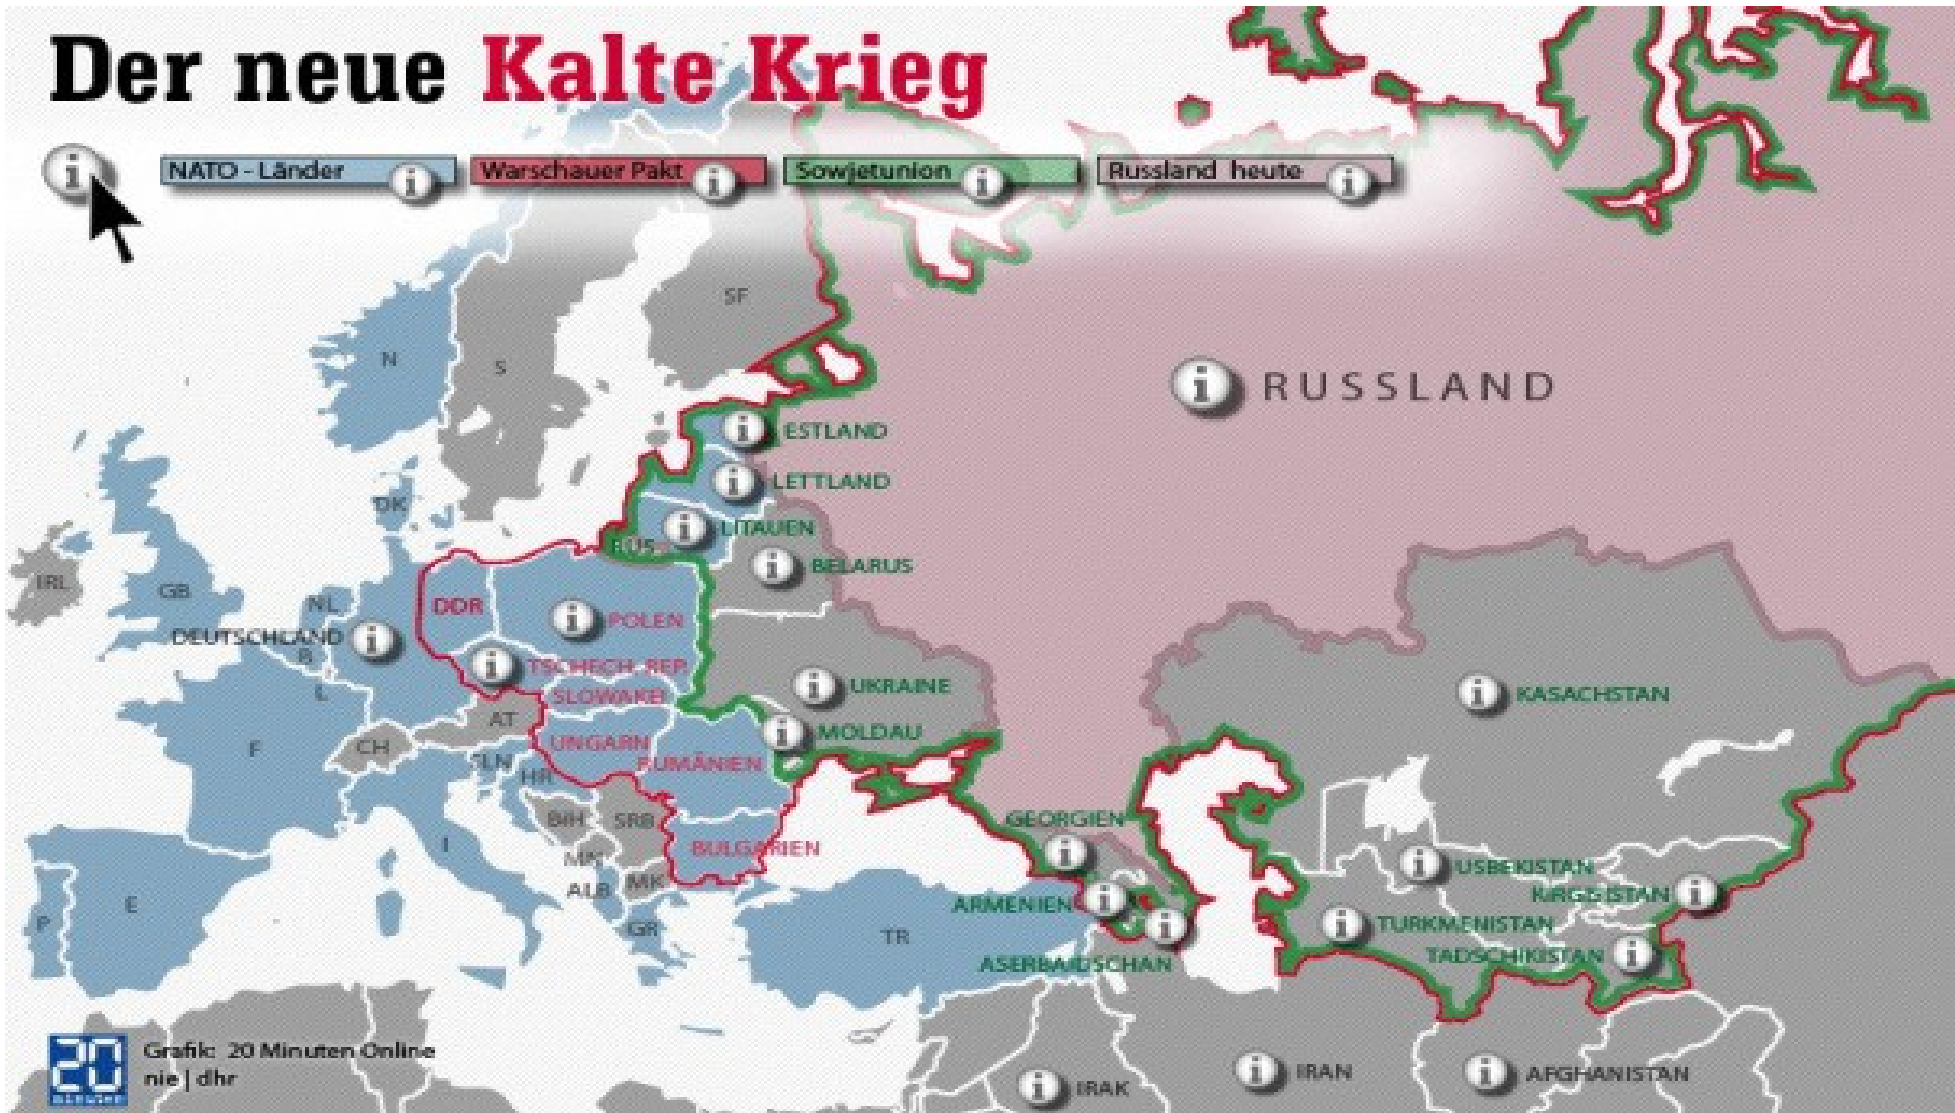 Der neue Kalte Krieg
NATO - Länder
Warschauer Pakt
Sowjetunion
Russland heute
SF
N
S
RUSSLAND
ESTLAND
LETTLAND
DK
LITAUEN
RUS.
BELARUS
IRL
GB
NL
DDR
POLEN
DEUTSCHLAND
B
TSCHECH. REP.
L
SLOWAKEI
UKRAINE
KASACHSTAN
AT
MOLDAU
F
CH
UNGARN
SLN
RUMÄNIEN
HR
BiH
SRB
GEORGIEN
I
BULGARIEN
MN
USBEKISTAN
ALB
MK
KIRGISISTAN
E
ARMENIEN
P
GR
TR
TURKMENISTAN
TADSCHIKISTAN
ASERBAIDSCHAN
20
Grafik: 20 Minuten Online
nie | dhr
IRAK
IRAN
AFGHANISTAN